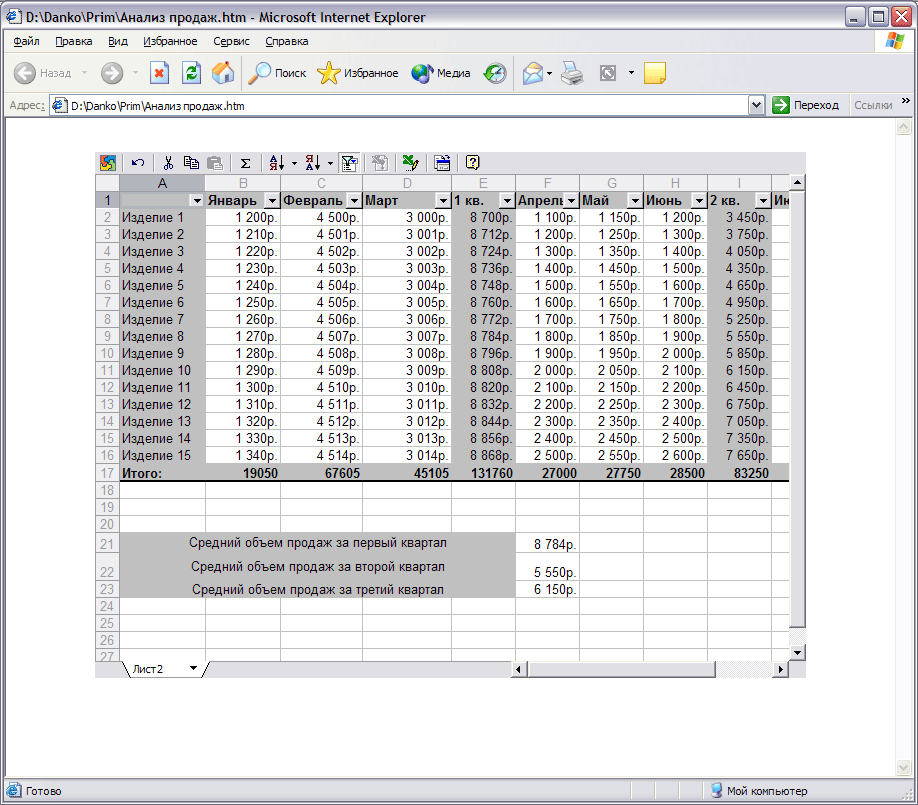 D:\Danko\Prim\Анализ продаж.htm - Microsoft Internet Explorer
Файл Правка Вид Избранное Сервис Справка
Назад Поиск Избранное Медиа
Адрес: D:\Danko\Prim\Анализ продаж.htm Переход Ссылки »
A B C D E F G H I
1 Январь Февраль Март 1 кв. Апрель Май Июнь 2 кв.
2 Изделие 1 1 200р. 4 500р. 3 000р. 8 700р. 1 100р. 1 150р. 1 200р. 3 450р.
3 Изделие 2 1 210р. 4 501р. 3 001р. 8 712р. 1 200р. 1 250р. 1 300р. 3 750р.
4 Изделие 3 1 220р. 4 502р. 3 002р. 8 724р. 1 300р. 1 350р. 1 400р. 4 050р.
5 Изделие 4 1 230р. 4 503р. 3 003р. 8 736р. 1 400р. 1 450р. 1 500р. 4 350р.
6 Изделие 5 1 240р. 4 504р. 3 004р. 8 748р. 1 500р. 1 550р. 1 600р. 4 650р.
7 Изделие 6 1 250р. 4 505р. 3 005р. 8 760р. 1 600р. 1 650р. 1 700р. 4 950р.
8 Изделие 7 1 260р. 4 506р. 3 006р. 8 772р. 1 700р. 1 750р. 1 800р. 5 250р.
9 Изделие 8 1 270р. 4 507р. 3 007р. 8 784р. 1 800р. 1 850р. 1 900р. 5 550р.
10 Изделие 9 1 280р. 4 508р. 3 008р. 8 796р. 1 900р. 1 950р. 2 000р. 5 850р.
11 Изделие 10 1 290р. 4 509р. 3 009р. 8 808р. 2 000р. 2 050р. 2 100р. 6 150р.
12 Изделие 11 1 300р. 4 510р. 3 010р. 8 820р. 2 100р. 2 150р. 2 200р. 6 450р.
13 Изделие 12 1 310р. 4 511р. 3 011р. 8 832р. 2 200р. 2 250р. 2 300р. 6 750р.
14 Изделие 13 1 320р. 4 512р. 3 012р. 8 844р. 2 300р. 2 350р. 2 400р. 7 050р.
15 Изделие 14 1 330р. 4 513р. 3 013р. 8 856р. 2 400р. 2 450р. 2 500р. 7 350р.
16 Изделие 15 1 340р. 4 514р. 3 014р. 8 868р. 2 500р. 2 550р. 2 600р. 7 650р.
17 Итого: 19050 67605 45105 131760 27000 27750 28500 83250
18
19
20
21 Средний объем продаж за первый квартал 8 784р.
22 Средний объем продаж за второй квартал 5 550р.
23 Средний объем продаж за третий квартал 6 150р.
24
25
26
27
Лист2
Готово Мой компьютер